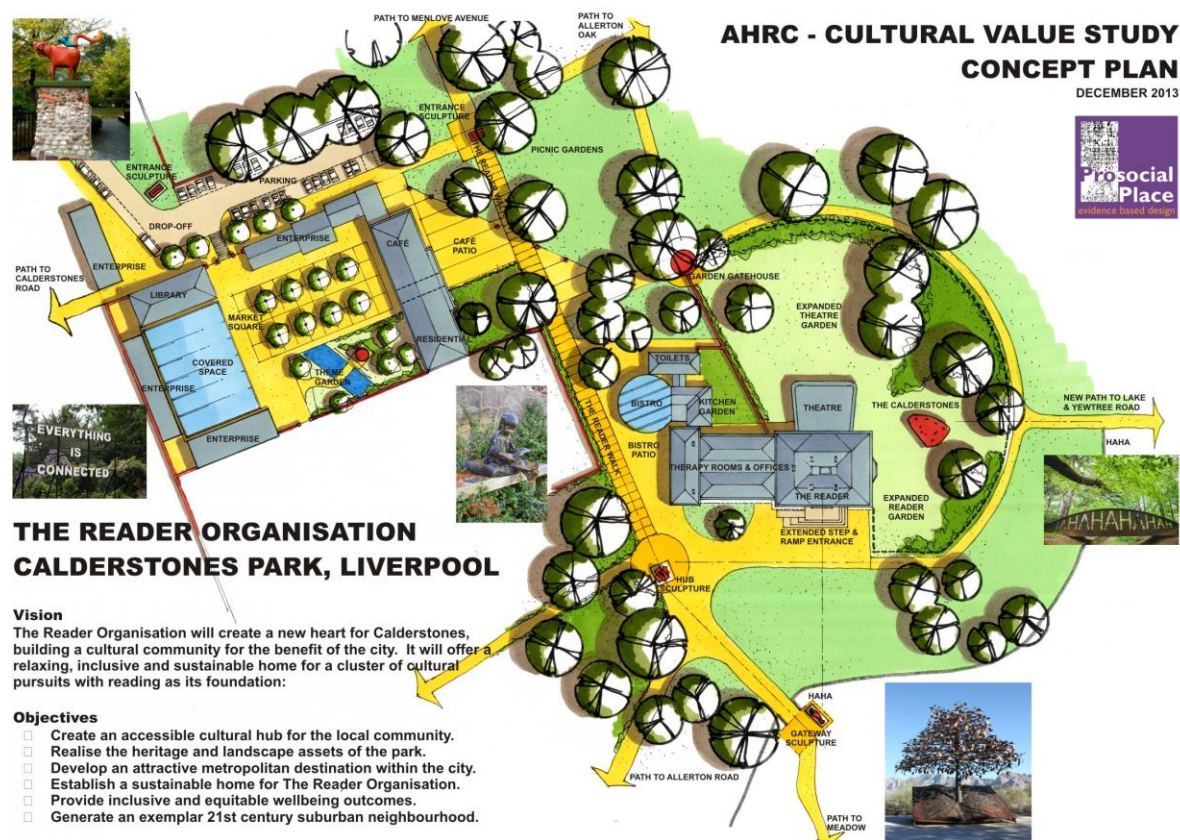 AHRC - CULTURAL VALUE STUDY
CONCEPT PLAN
DECEMBER 2013
Prosocial
Place
evidence based design
PATH TO MENLOVE AVENUE
PATH TO
ALLERTON
OAK
ENTRANCE
SCULPTURE
PICNIC GARDENS
THE READER WALK
ENTRANCE
SCULPTURE
PARKING
DROP-OFF
ENTERPRISE
CAFÉ
CAFÉ
PATIO
PATH TO
CALDERSTONES
ROAD
ENTERPRISE
LIBRARY
MARKET
SQUARE
COVERED
SPACE
THEME
GARDEN
RESIDENTIAL
ENTERPRISE
ENTERPRISE
GARDEN GATEHOUSE
EXPANDED
THEATRE
GARDEN
TOILETS
BISTRO
KITCHEN
GARDEN
THEATRE
THE CALDERSTONES
NEW PATH TO LAKE
& YEWTREE ROAD
HAHA
BISTRO
PATIO
THE READER WALK
THERAPY ROOMS & OFFICES
THE READER
EXPANDED
READER
GARDEN
EXTENDED STEP &
RAMP ENTRANCE
HAHAHAHAH
EVERYTHING
IS
CONNECTED
HUB
SCULPTURE
HAHA
GATEWAY
SCULPTURE
PATH TO ALLERTON ROAD
PATH TO
MEADOW
THE READER ORGANISATION
CALDERSTONES PARK, LIVERPOOL
Vision
The Reader Organisation will create a new heart for Calderstones,
building a cultural community for the benefit of the city. It will offer a
relaxing, inclusive and sustainable home for a cluster of cultural
pursuits with reading as its foundation:
Objectives
Create an accessible cultural hub for the local community.
Realise the heritage and landscape assets of the park.
Develop an attractive metropolitan destination within the city.
Establish a sustainable home for The Reader Organisation.
Provide inclusive and equitable wellbeing outcomes.
Generate an exemplar 21st century suburban neighbourhood.